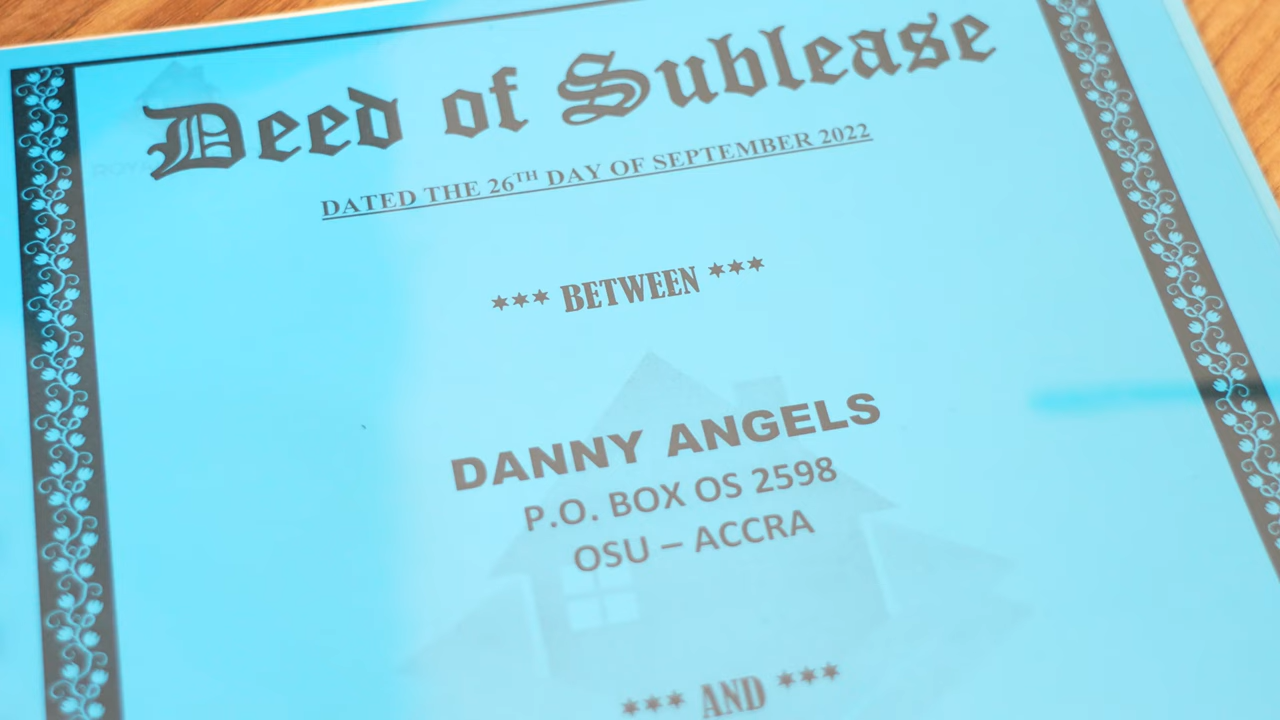 Deed of Sublease
DATED THE 26TH DAY OF SEPTEMBER 2022
*** BETWEEN ***
DANNY ANGELS
P.O. BOX OS 2598
OSU – ACCRA
*** AND ***